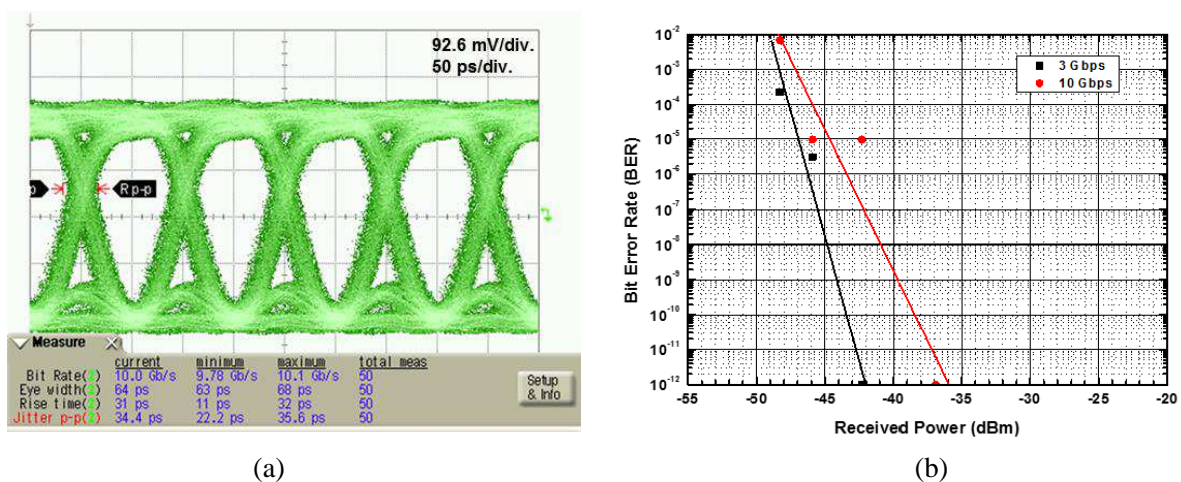 92.6 mV/div.
50 ps/div.
R p-p
Measure
current minimum maximum total meas
Bit Rate(2) 10.0 Gb/s 9.78 Gb/s 10.1 Gb/s 50
Eye width(2) 64 ps 63 ps 68 ps 50
Rise time(2) 31 ps 11 ps 32 ps 50
Jitter p-p(2) 34.4 ps 22.2 ps 35.6 ps 50
Setup
& Info
(a)
Bit Error Rate (BER)
10-2
10-3
10-4
10-5
10-6
10-7
10-8
10-9
10-10
10-11
10-12
3 Gbps
10 Gbps
-55 -50 -45 -40 -35 -30 -25 -20
Received Power (dBm)
(b)